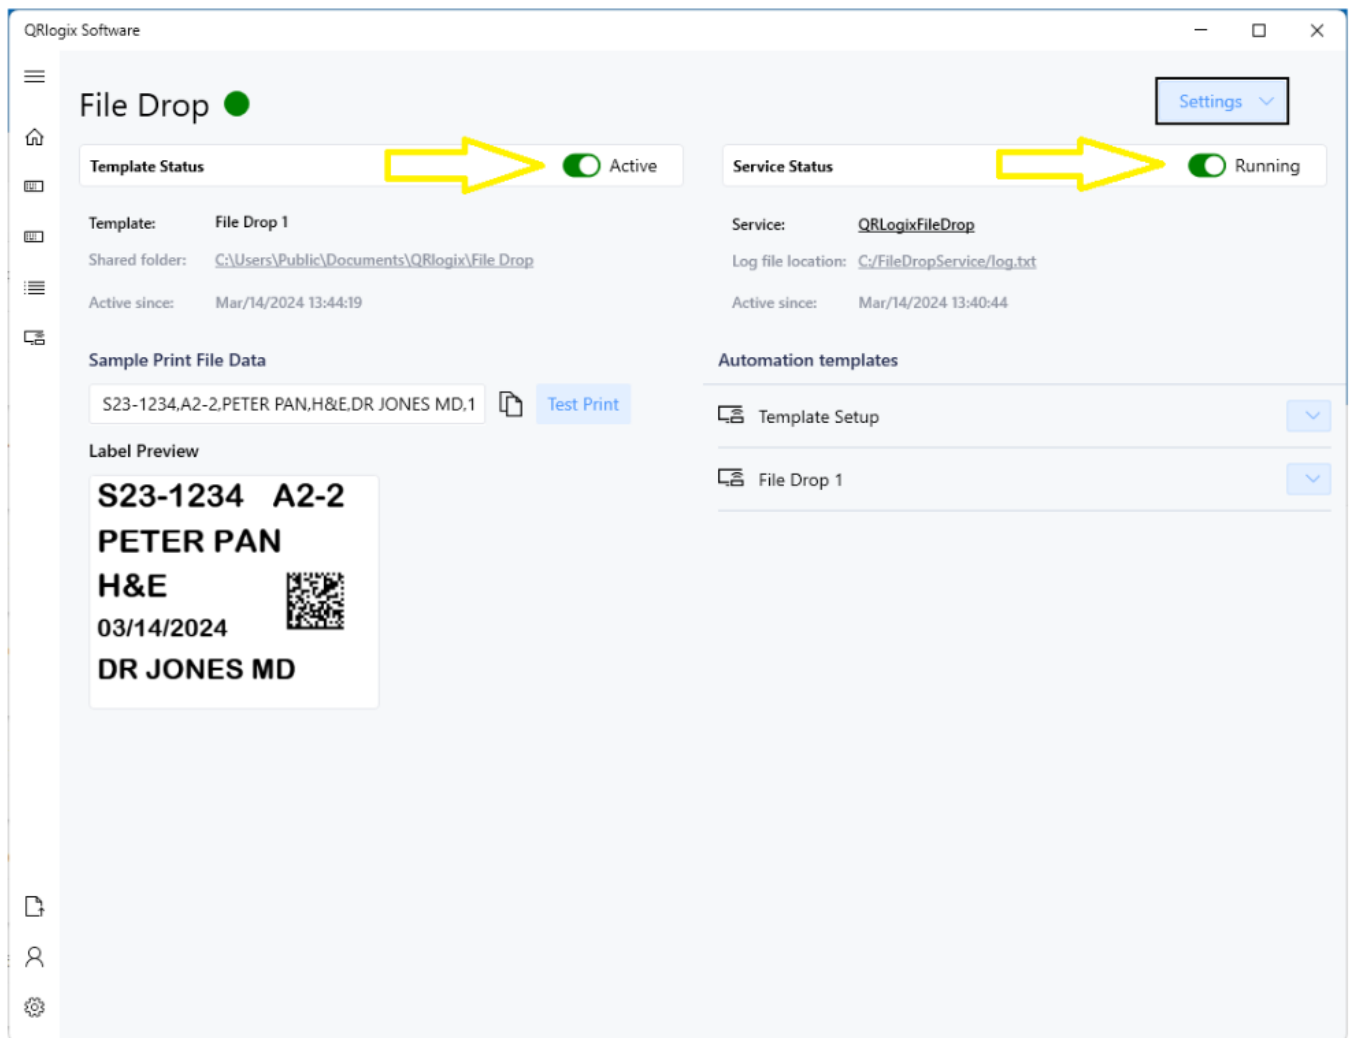 QRlogix Software
File Drop
Settings
Template Status
Active
Service Status
Running
Template: File Drop 1
Shared folder: C:\Users\Public\Documents\QRlogix\File Drop
Active since: Mar/14/2024 13:44:19
Service: QRLogixFileDrop
Log file location: C:/FileDropService/log.txt
Active since: Mar/14/2024 13:40:44
Sample Print File Data
S23-1234,A2-2,PETER PAN,H&E,DR JONES MD,1
Test Print
Label Preview
S23-1234 A2-2
PETER PAN
H&E
03/14/2024
DR JONES MD
Automation templates
Template Setup
File Drop 1